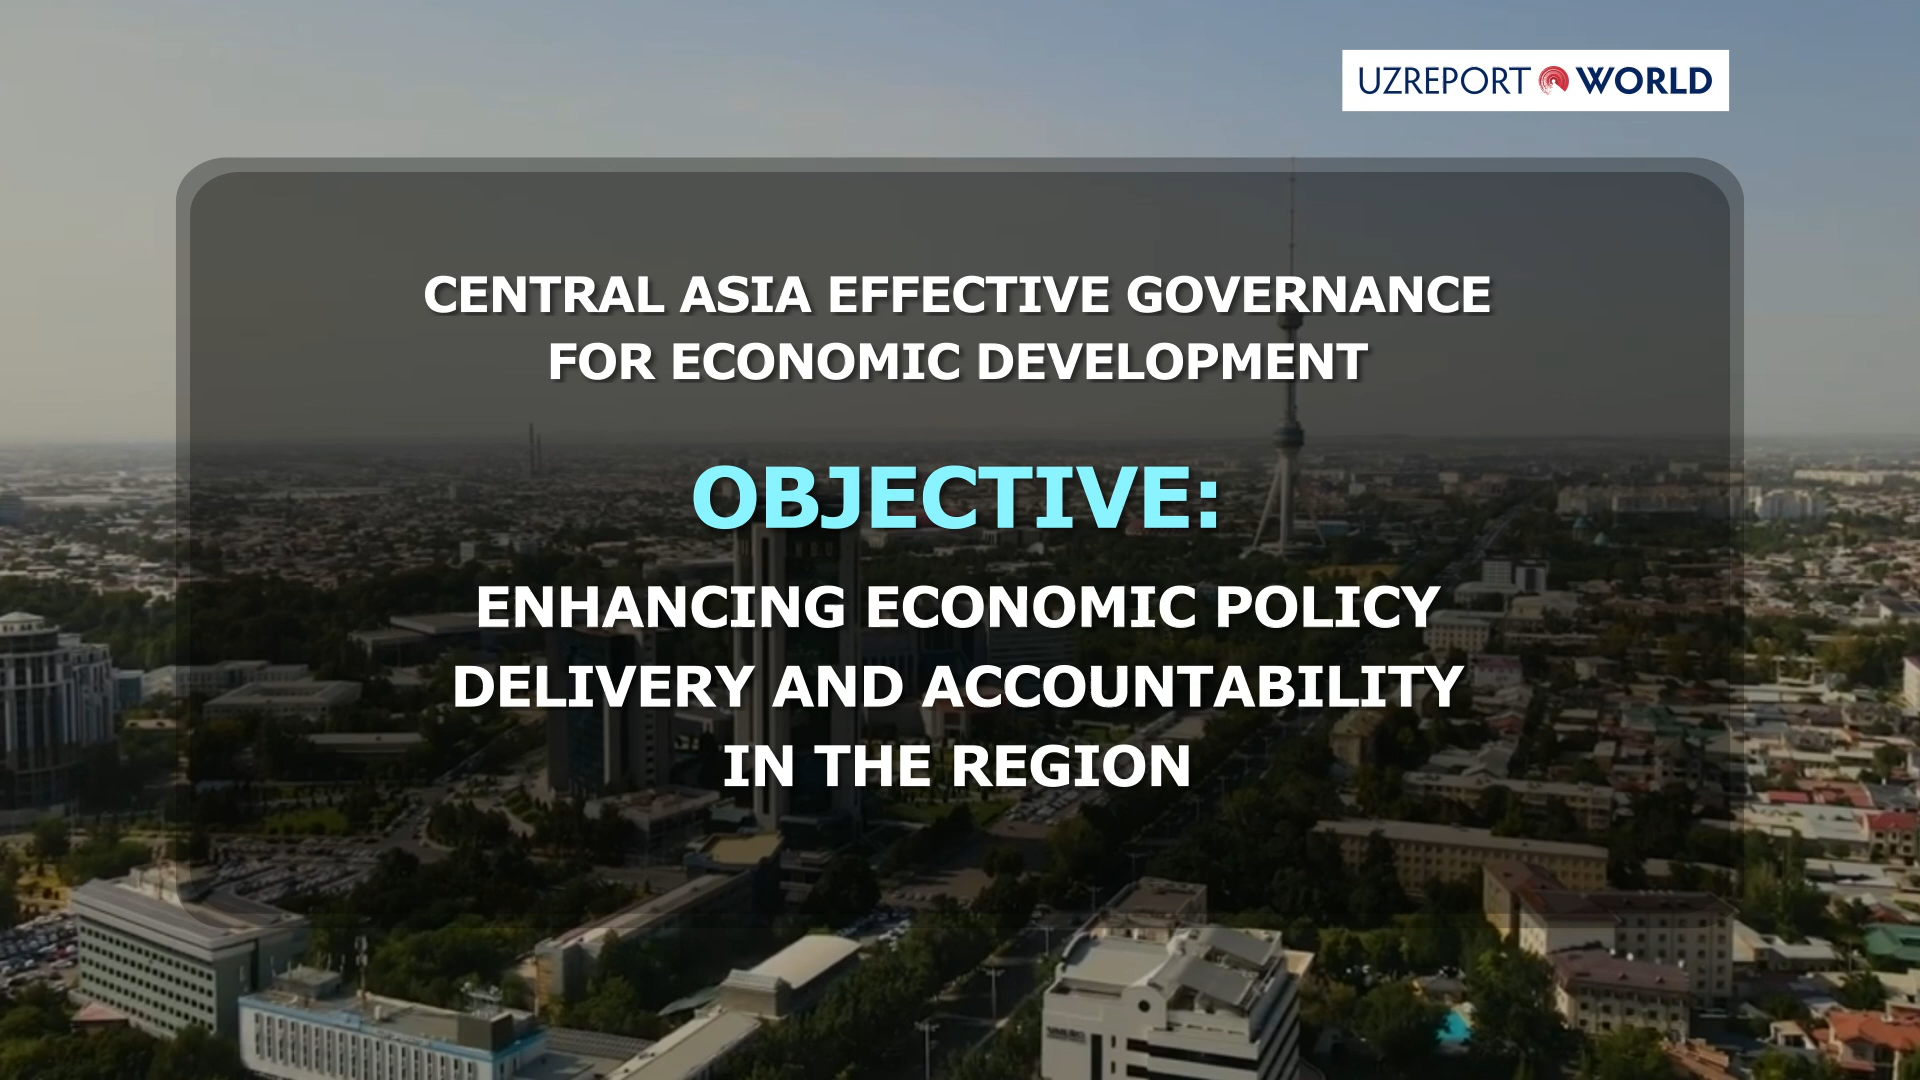 UZREPORT WORLD
CENTRAL ASIA EFFECTIVE GOVERNANCE
FOR ECONOMIC DEVELOPMENT
OBJECTIVE:
ENHANCING ECONOMIC POLICY
DELIVERY AND ACCOUNTABILITY
IN THE REGION